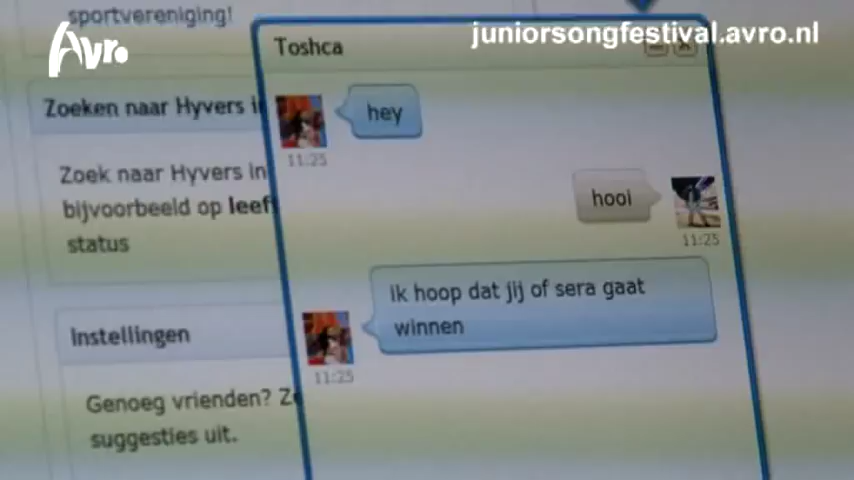 sportvereniging!
Avro
juniorsongfestival.avro.nl
Toshca
Zoeken naar Hyvers
hey
11:25
Zoek naar Hyvers in
bijvoorbeeld op
status
hooi
11:25
ik hoop dat jij of sera gaat
winnen
11:25
Instellingen
Genoeg vrienden?
suggesties uit.